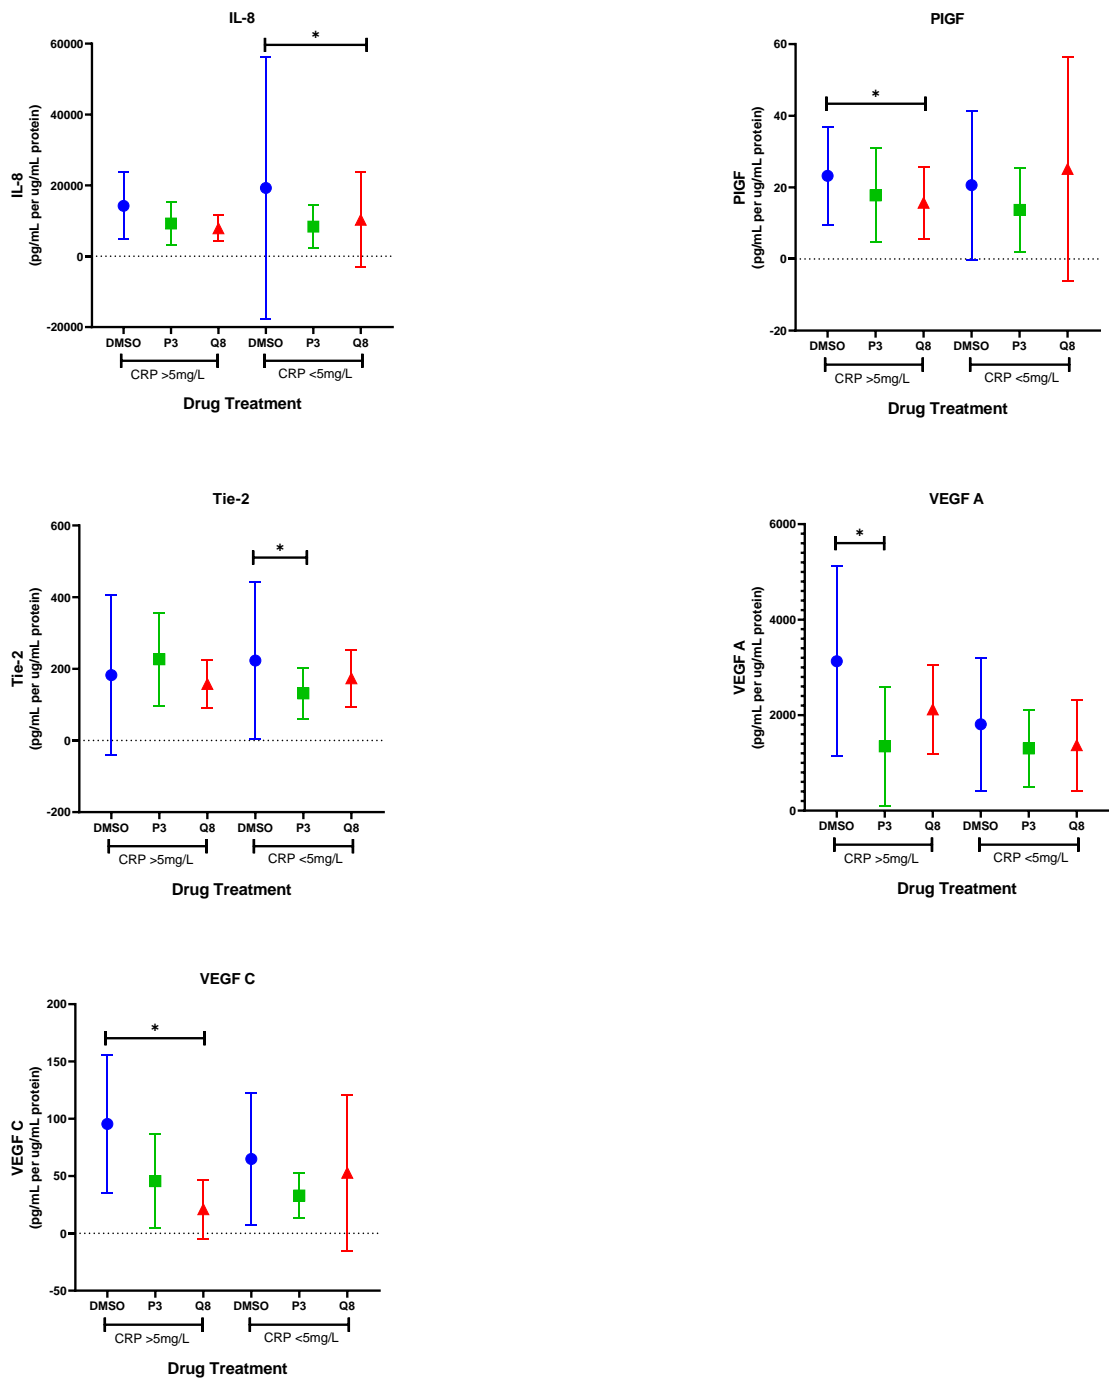 IL-8
60000
*
40000
20000
0
-20000
IL-8
(pg/mL per ug/mL protein)
DMSO P3 Q8 DMSO P3 Q8
CRP >5mg/L CRP <5mg/L
Drug Treatment
PIGF
60
*
40
20
0
-20
PIGF
(pg/mL per ug/mL protein)
DMSO P3 Q8 DMSO P3 Q8
CRP >5mg/L CRP <5mg/L
Drug Treatment
Tie-2
600
*
400
200
0
-200
Tie-2
(pg/mL per ug/mL protein)
DMSO P3 Q8 DMSO P3 Q8
CRP >5mg/L CRP <5mg/L
Drug Treatment
VEGF A
6000
*
4000
2000
0
VEGF A
(pg/mL per ug/mL protein)
DMSO P3 Q8 DMSO P3 Q8
CRP >5mg/L CRP <5mg/L
Drug Treatment
VEGF C
200
*
150
100
50
0
-50
VEGF C
(pg/mL per ug/mL protein)
DMSO P3 Q8 DMSO P3 Q8
CRP >5mg/L CRP <5mg/L
Drug Treatment